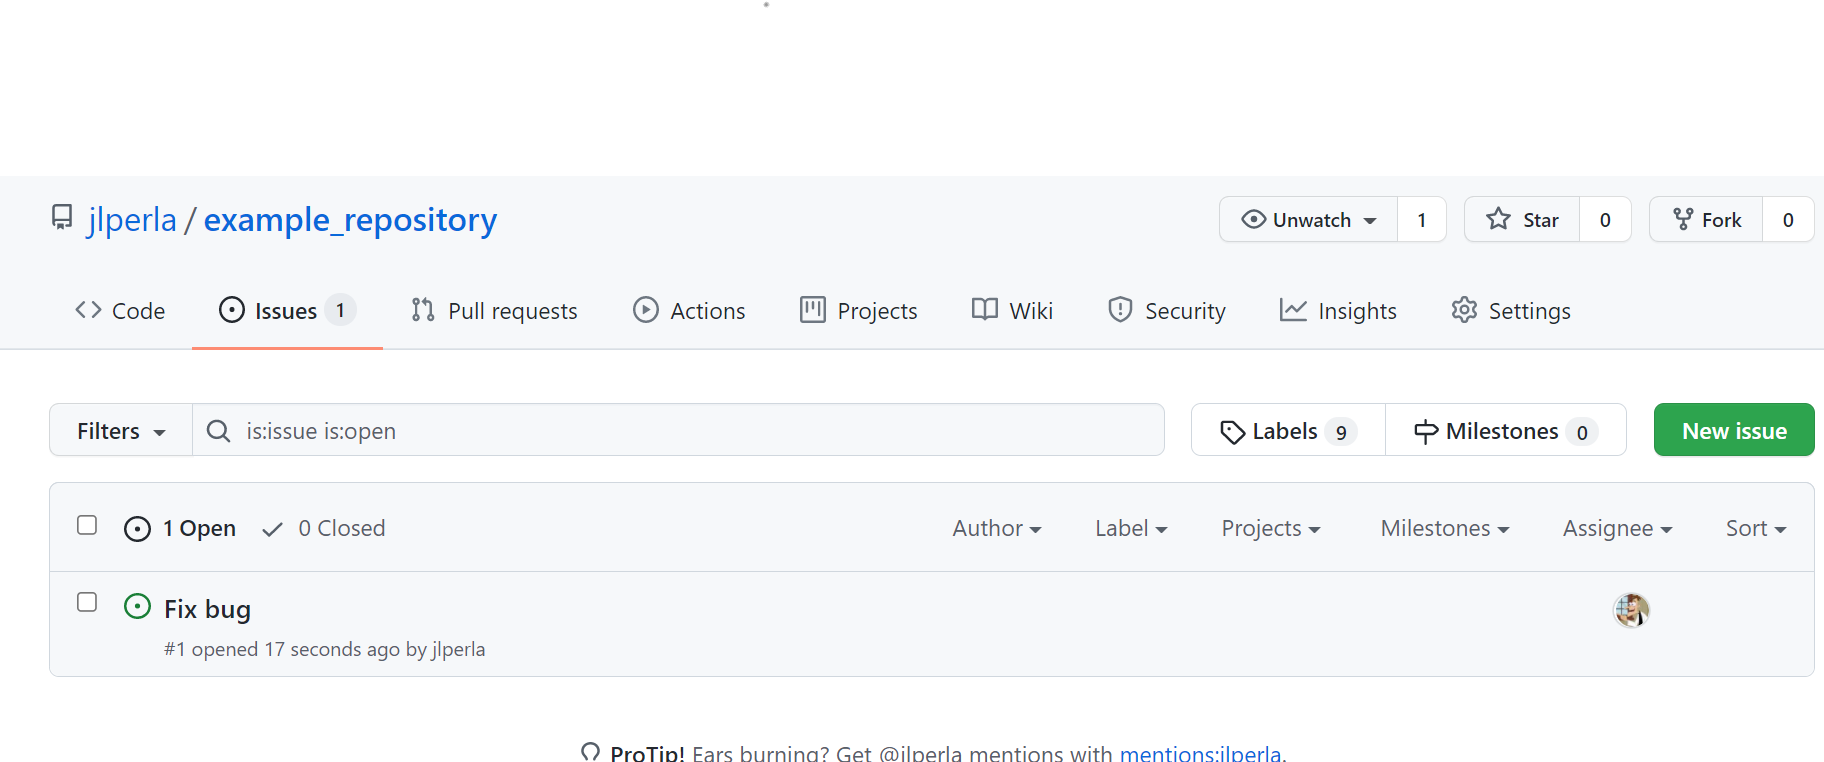 jlperla / example_repository
Unwatch 1 Star 0 Fork 0
Code Issues 1 Pull requests Actions Projects Wiki Security Insights Settings
Filters is:issue is:open Labels 9 Milestones 0 New issue
1 Open 0 Closed Author Label Projects Milestones Assignee Sort
Fix bug
#1 opened 17 seconds ago by jlperla
ProTip! Ears burning? Get @jlperla mentions with mentions:jlperla.